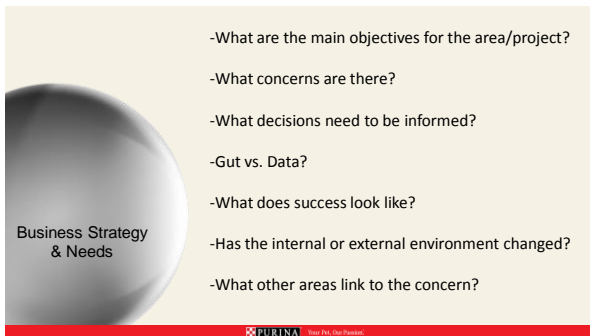 -What are the main objectives for the area/project?
-What concerns are there?
-What decisions need to be informed?
-Gut vs. Data?
-What does success look like?
Business Strategy
& Needs
-Has the internal or external environment changed?
-What other areas link to the concern?
PURINA Your Pet, Our Passion.